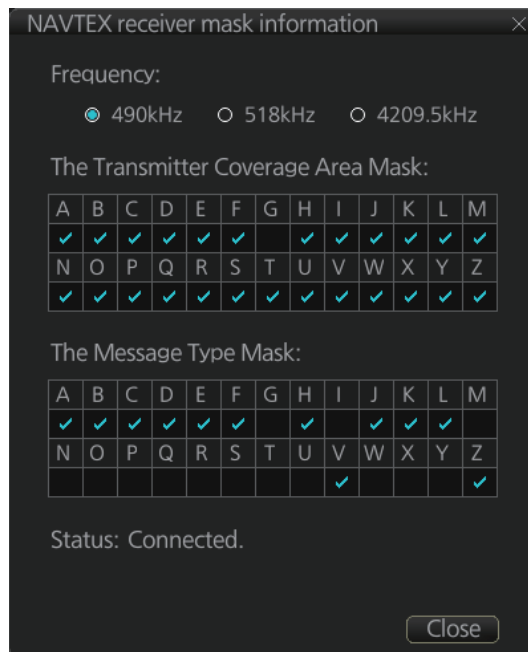 NAVTEX receiver mask information
Frequency:
490kHz 518kHz 4209.5kHz
The Transmitter Coverage Area Mask:
A B C D E F G H I J K L M
N O P Q R S T U V W X Y Z
The Message Type Mask:
A B C D E F G H I J K L M
N O P Q R S T U V W X Y Z
Status: Connected.
Close